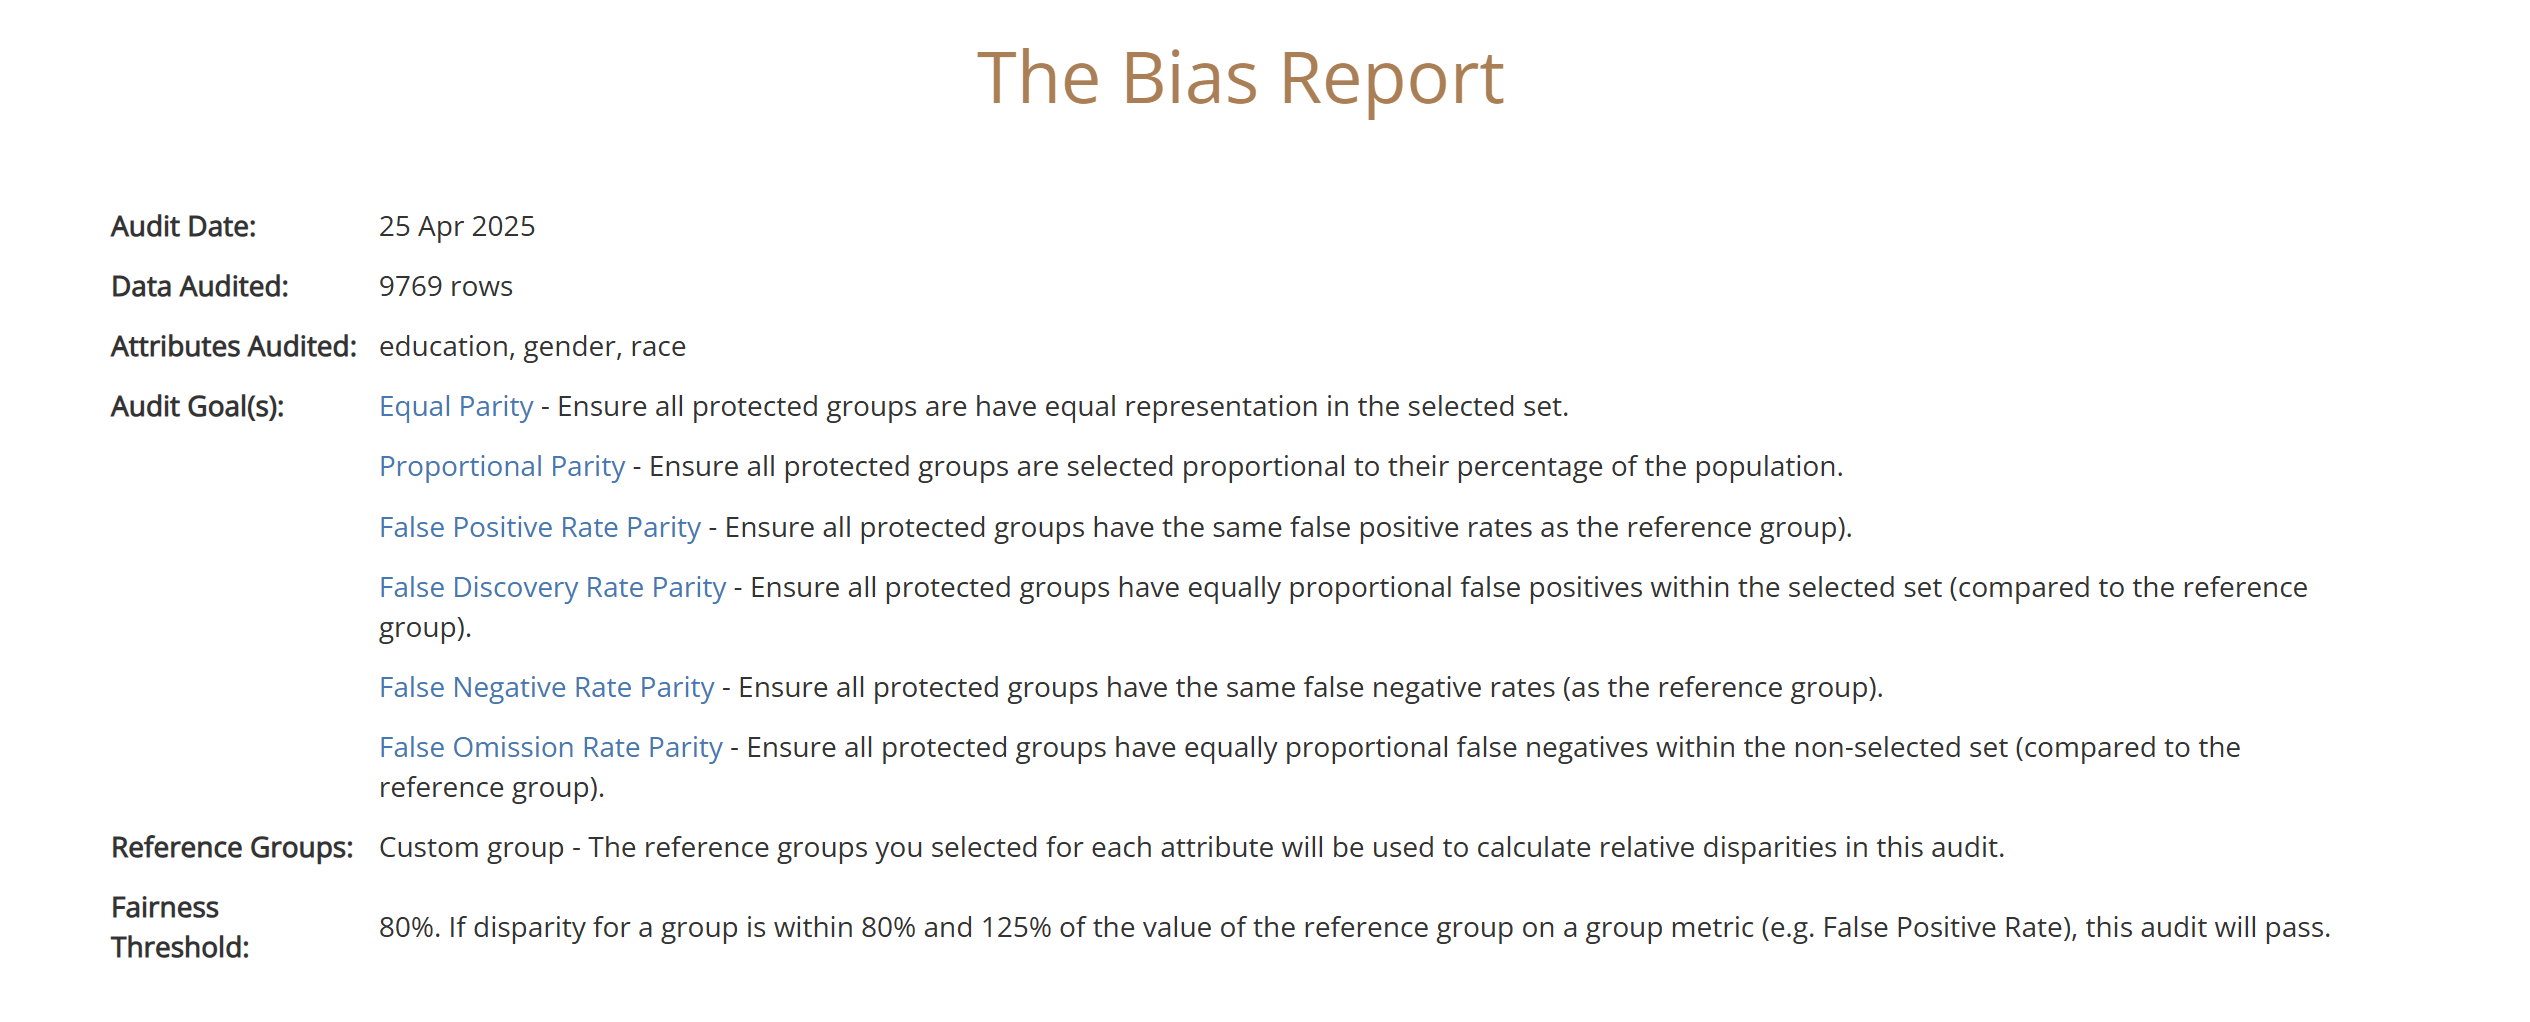 The Bias Report
Audit Date: 25 Apr 2025
Data Audited: 9769 rows
Attributes Audited: education, gender, race
Audit Goal(s): Equal Parity - Ensure all protected groups are have equal representation in the selected set.
Proportional Parity - Ensure all protected groups are selected proportional to their percentage of the population.
False Positive Rate Parity - Ensure all protected groups have the same false positive rates as the reference group).
False Discovery Rate Parity - Ensure all protected groups have equally proportional false positives within the selected set (compared to the reference
group).
False Negative Rate Parity - Ensure all protected groups have the same false negative rates (as the reference group).
False Omission Rate Parity - Ensure all protected groups have equally proportional false negatives within the non-selected set (compared to the
reference group).
Reference Groups: Custom group - The reference groups you selected for each attribute will be used to calculate relative disparities in this audit.
Fairness
Threshold:
80%. If disparity for a group is within 80% and 125% of the value of the reference group on a group metric (e.g. False Positive Rate), this audit will pass.